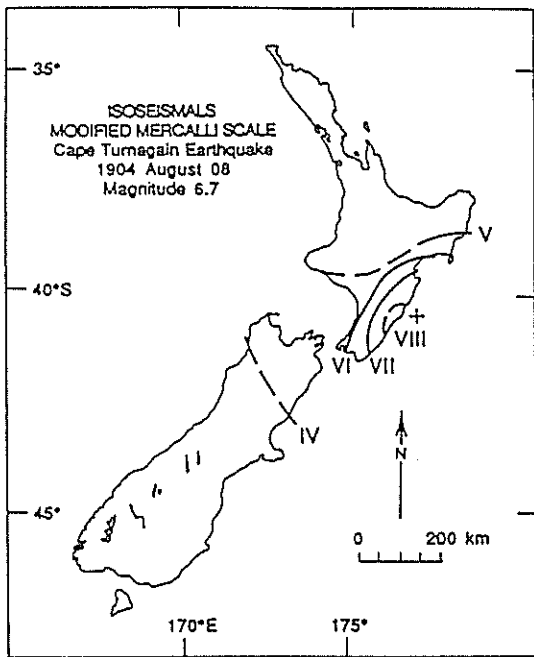 35°
ISOSEISMALS
MODIFIED MERCALLI SCALE
Cape Turnagain Earthquake
1904 August 08
Magnitude 6.7
V
40°S
VIII
VI
VII
IV
N
45°
0
200 km
170°E
175°